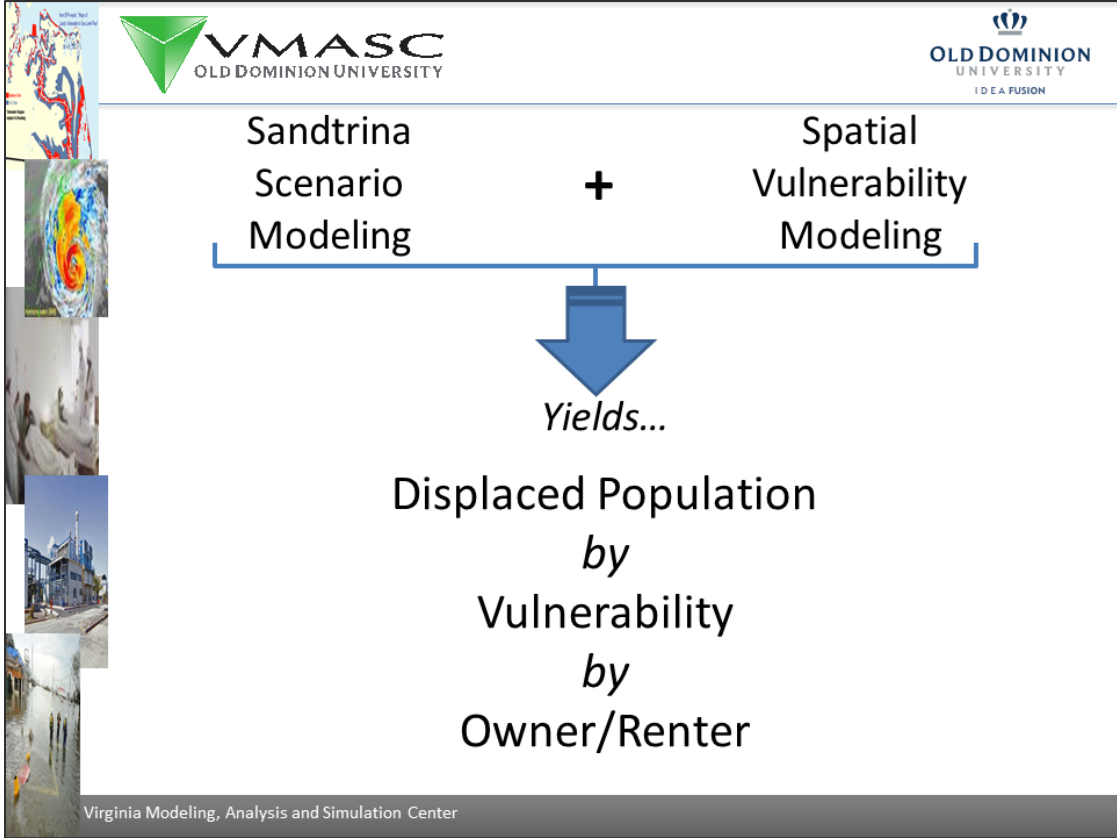 VMASC
OLD DOMINION UNIVERSITY
OLD DOMINION
UNIVERSITY
IDEA FUSION
Sandtrina
Scenario
Modeling
+
Spatial
Vulnerability
Modeling
Yields...
Displaced Population
by
Vulnerability
by
Owner/Renter
Virginia Modeling, Analysis and Simulation Center